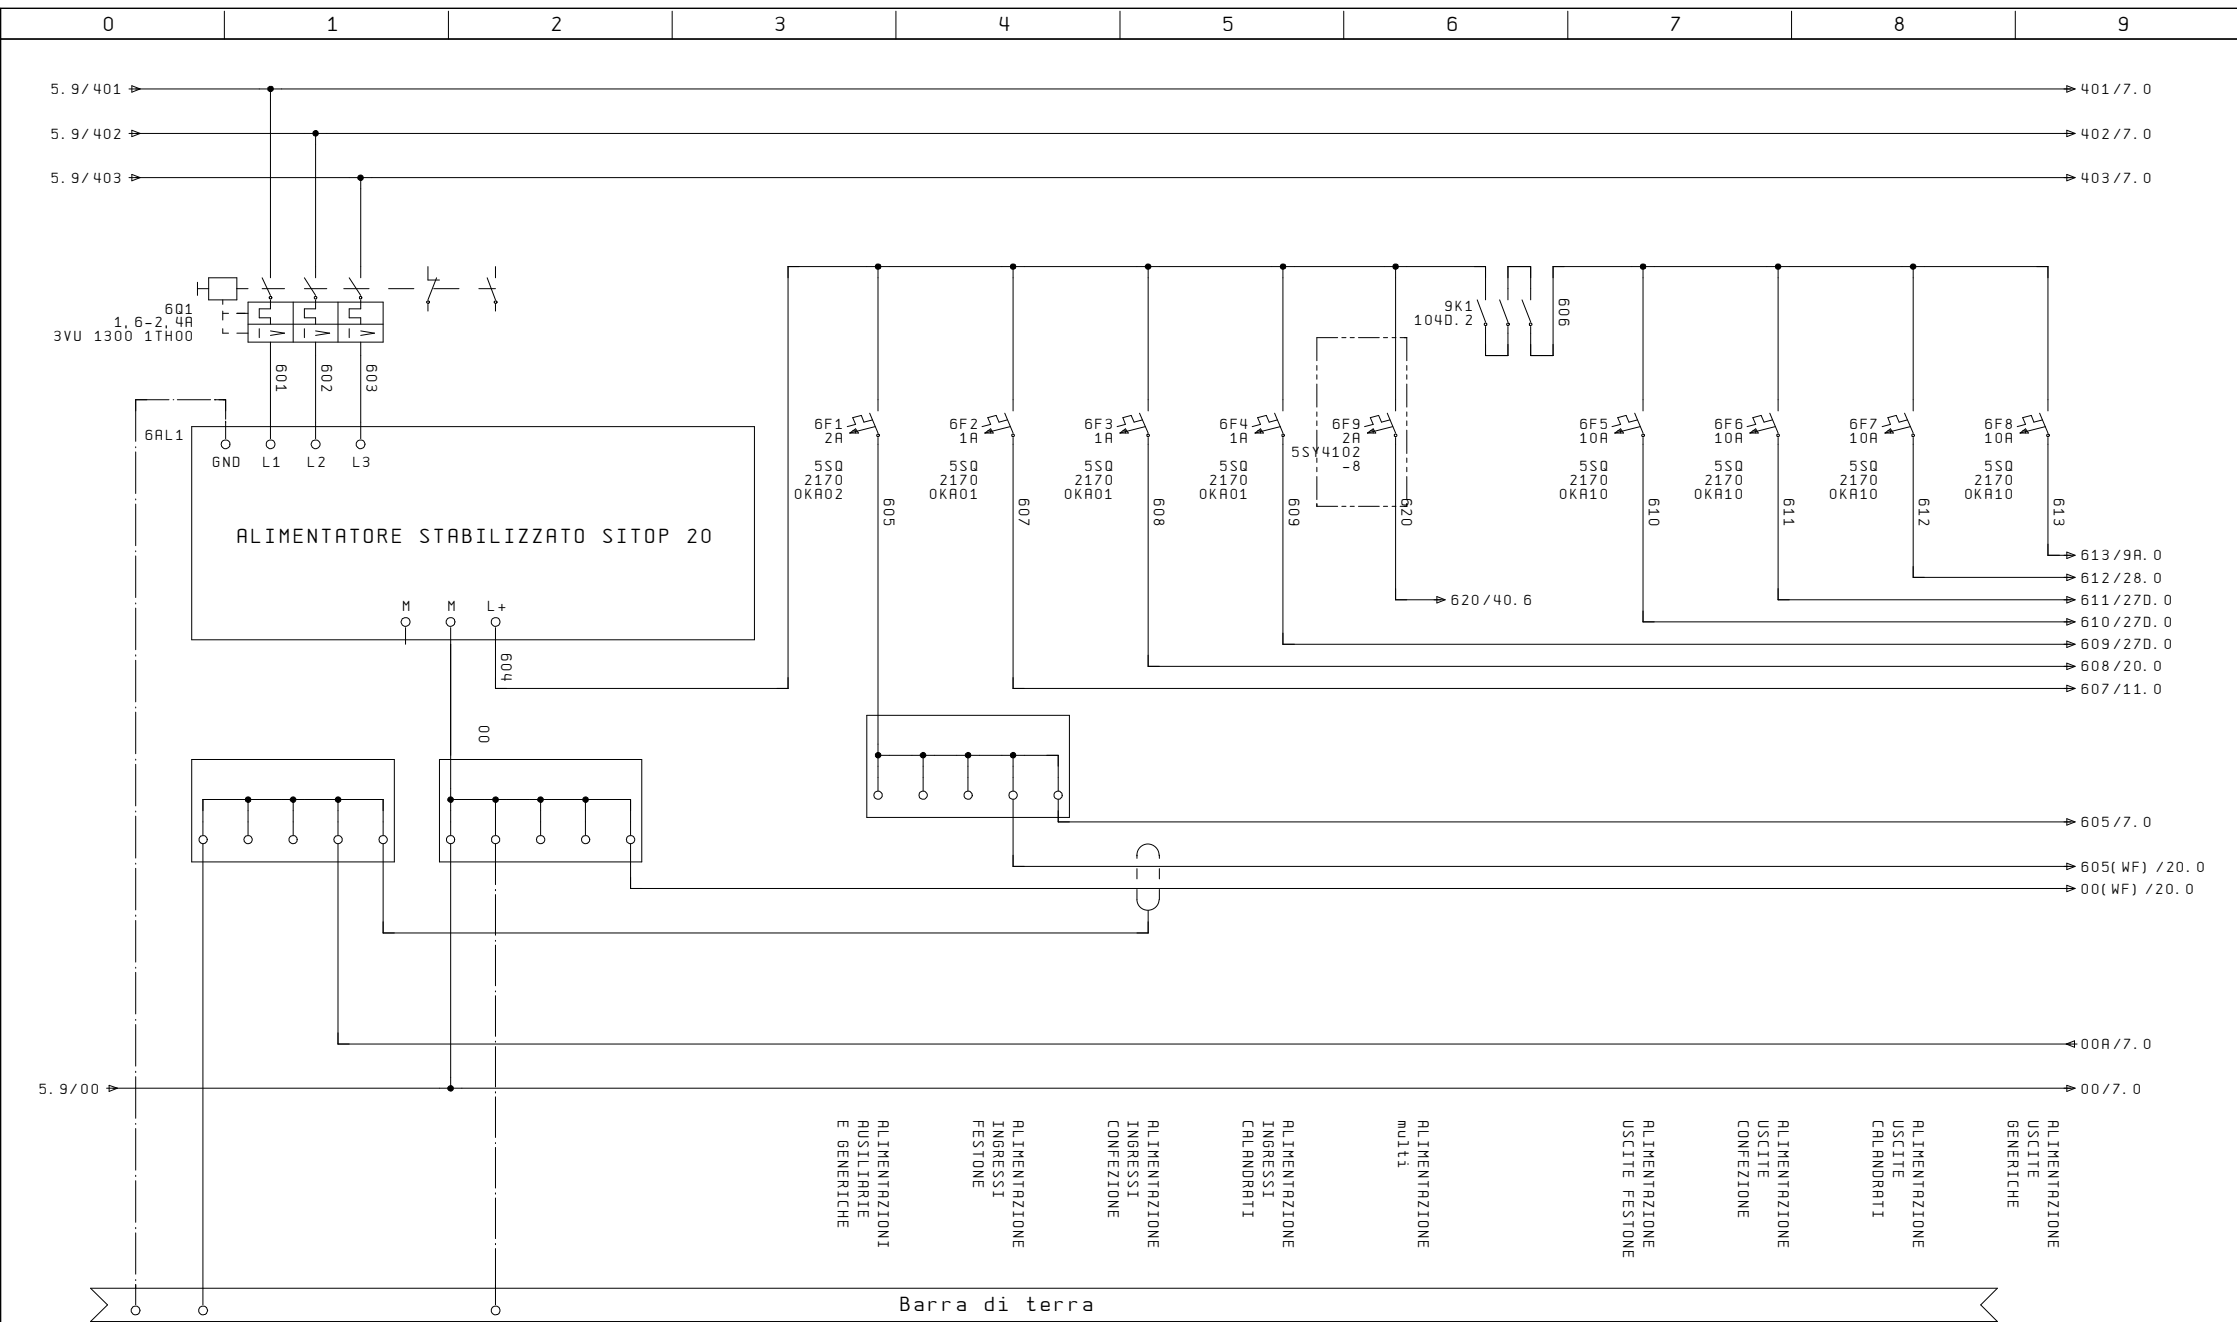 0 1 2 3 4 5 6 7 8 9
5.9/401
401/7.0
5.9/402
402/7.0
5.9/403
403/7.0
6Q1
1,6-2,4A
3VU 1300 1TH00
601
602
603
9K1
104D.2
606
6AL1
GND L1 L2 L3
ALIMENTATORE STABILIZZATO SITOP 20
M M L+
604
00
6F1
2A
5SQ
2170
0KA02
605
6F2
1A
5SQ
2170
0KA01
607
6F3
1A
5SQ
2170
0KA01
608
6F4
1A
5SQ
2170
0KA01
609
6F9
2A
5SY4102
-8
620
6F5
10A
5SQ
2170
0KA10
610
6F6
10A
5SQ
2170
0KA10
611
6F7
10A
5SQ
2170
0KA10
612
6F8
10A
5SQ
2170
0KA10
613
613/9A.0
612/28.0
620/40.6
611/27D.0
610/27D.0
609/27D.0
608/20.0
607/11.0
605/7.0
605(WF)/20.0
00(WF)/20.0
00A/7.0
5.9/00
00/7.0
ALIMENTAZIONI
AUSILIARIE
E GENERICHE
ALIMENTAZIONE
INGRESSI
FESTONE
ALIMENTAZIONE
INGRESSI
CONFEZIONE
ALIMENTAZIONE
INGRESSI
CALANDRATI
ALIMENTAZIONE
multi
ALIMENTAZIONE
USCITE FESTONE
ALIMENTAZIONE
USCITE
CONFEZIONE
ALIMENTAZIONE
USCITE
CALANDRATI
ALIMENTAZIONE
USCITE
GENERICHE
Barra di terra